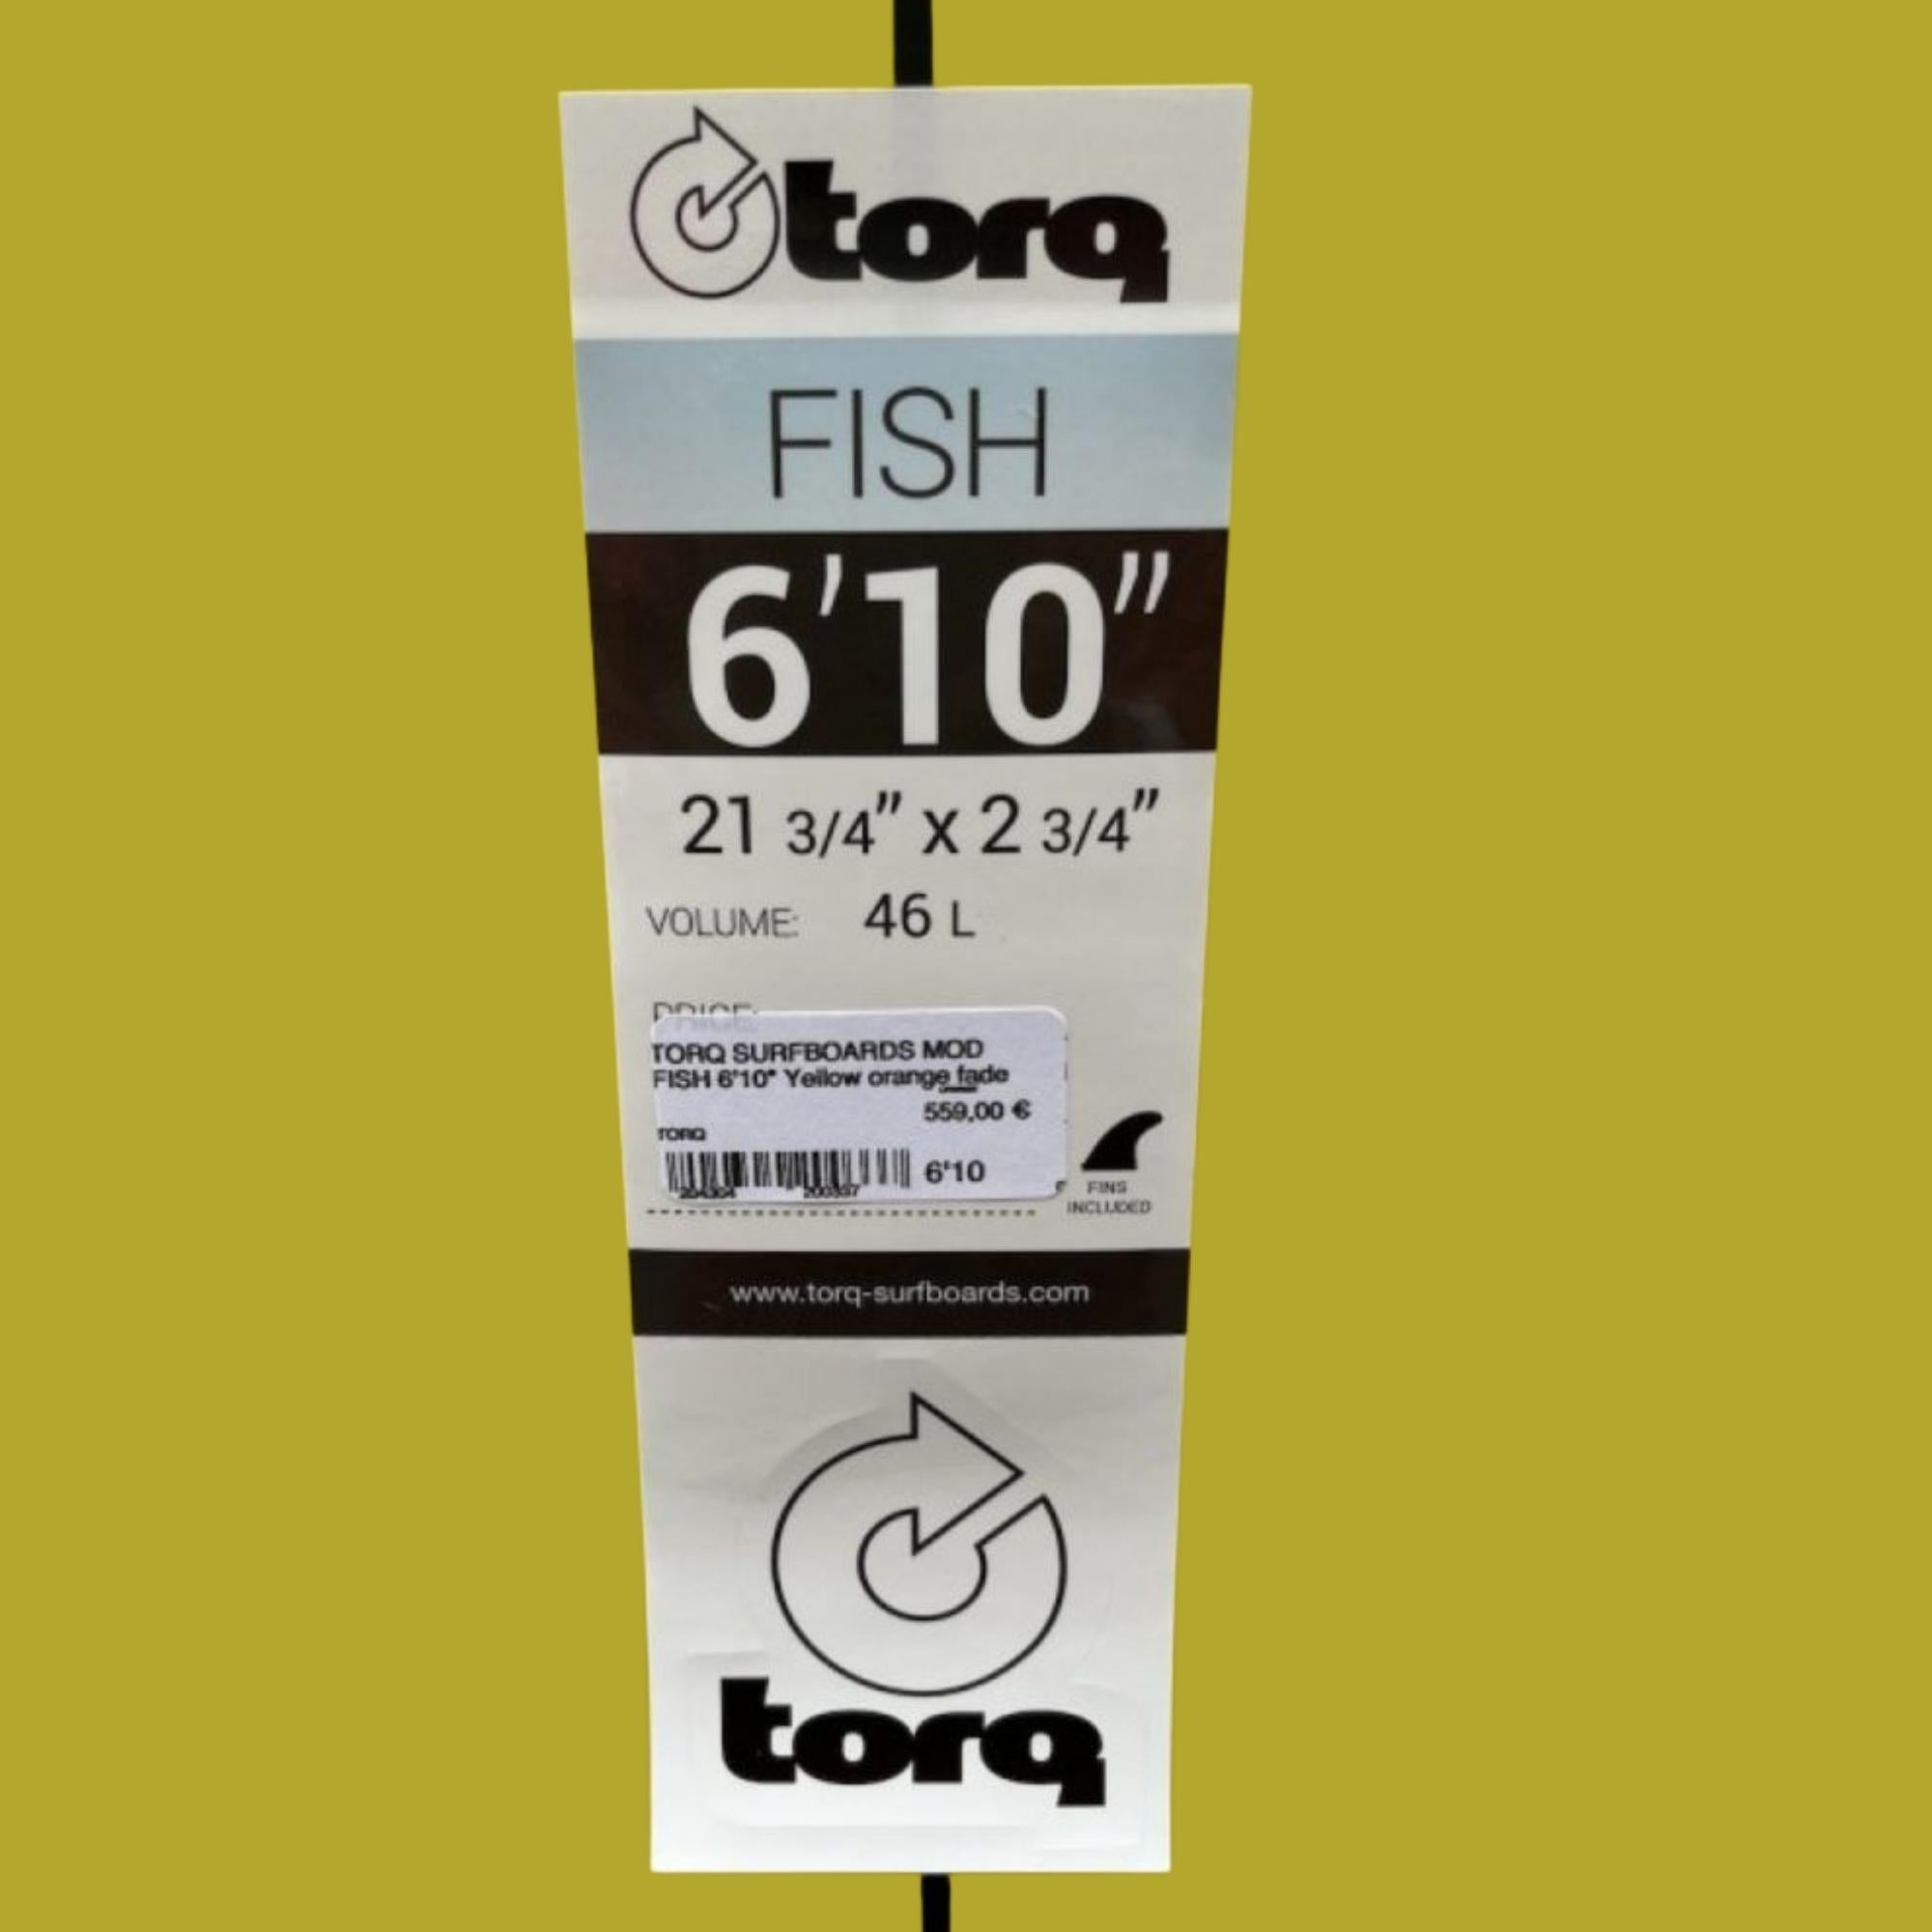 torq
FISH
6'10"
21 3/4" x 2 3/4"
VOLUME: 46 L
PRICE:
TORQ SURFBOARDS MOD
FISH 6'10" Yellow orange fade
559,00 €
TORQ
6'10
FINS
INCLUDED
www.torq-surfboards.com
torq